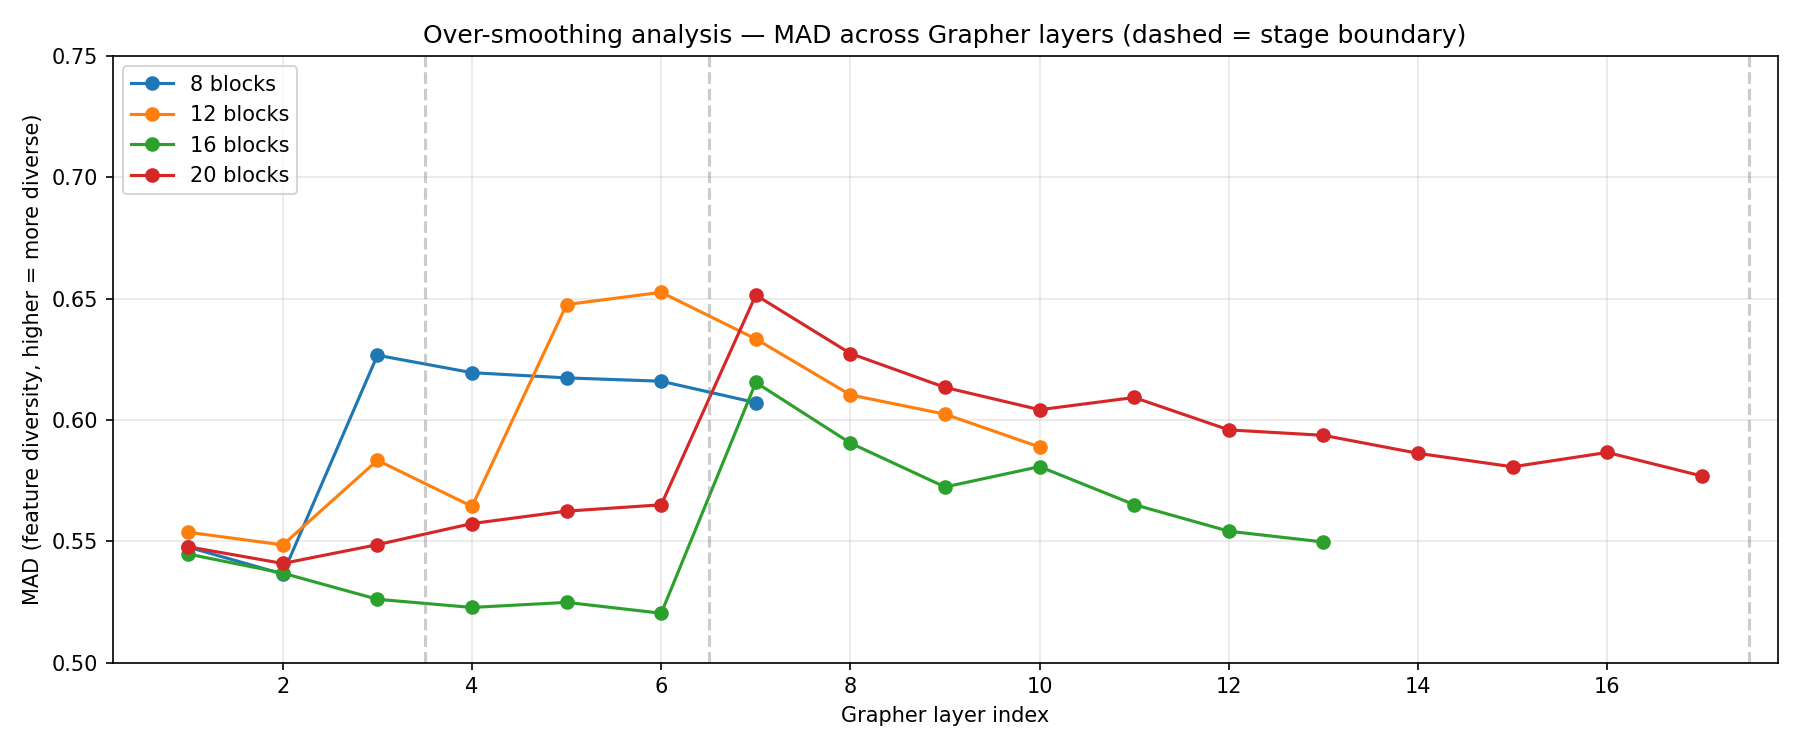 Over-smoothing analysis — MAD across Grapher layers (dashed = stage boundary)
MAD (feature diversity, higher = more diverse)
0.75
0.70
0.65
0.60
0.55
0.50
8 blocks
12 blocks
16 blocks
20 blocks
2 4 6 8 10 12 14 16
Grapher layer index